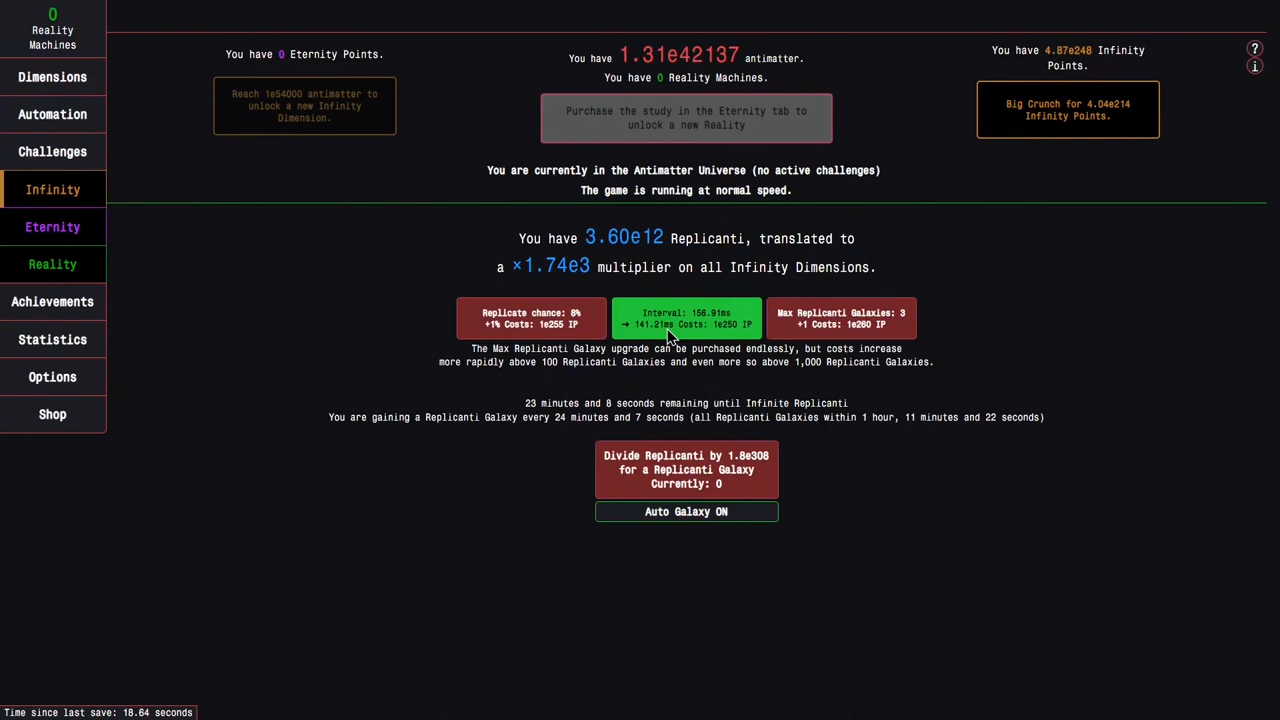 0
Reality
Machines
Dimensions
Automation
Challenges
Infinity
Eternity
Reality
Achievements
Statistics
Options
Shop
You have 0 Eternity Points.
Reach 1e54000 antimatter to
unlock a new Infinity
Dimension.
You have 1.31e42137 antimatter.
You have 0 Reality Machines.
Purchase the study in the Eternity tab to
unlock a new Reality
You have 4.87e248 Infinity
Points.
Big Crunch for 4.04e214
Infinity Points.
?
i
You are currently in the Antimatter Universe (no active challenges)
The game is running at normal speed.
You have 3.60e12 Replicanti, translated to
a ×1.74e3 multiplier on all Infinity Dimensions.
Replicate chance: 8%
+1% Costs: 1e255 IP
Interval: 156.91ms
➔ 141.21ms Costs: 1e250 IP
Max Replicanti Galaxies: 3
+1 Costs: 1e260 IP
The Max Replicanti Galaxy upgrade can be purchased endlessly, but costs increase
more rapidly above 100 Replicanti Galaxies and even more so above 1,000 Replicanti Galaxies.
23 minutes and 8 seconds remaining until Infinite Replicanti
You are gaining a Replicanti Galaxy every 24 minutes and 7 seconds (all Replicanti Galaxies within 1 hour, 11 minutes and 22 seconds)
Divide Replicanti by 1.8e308
for a Replicanti Galaxy
Currently: 0
Auto Galaxy ON
Time since last save: 18.64 seconds